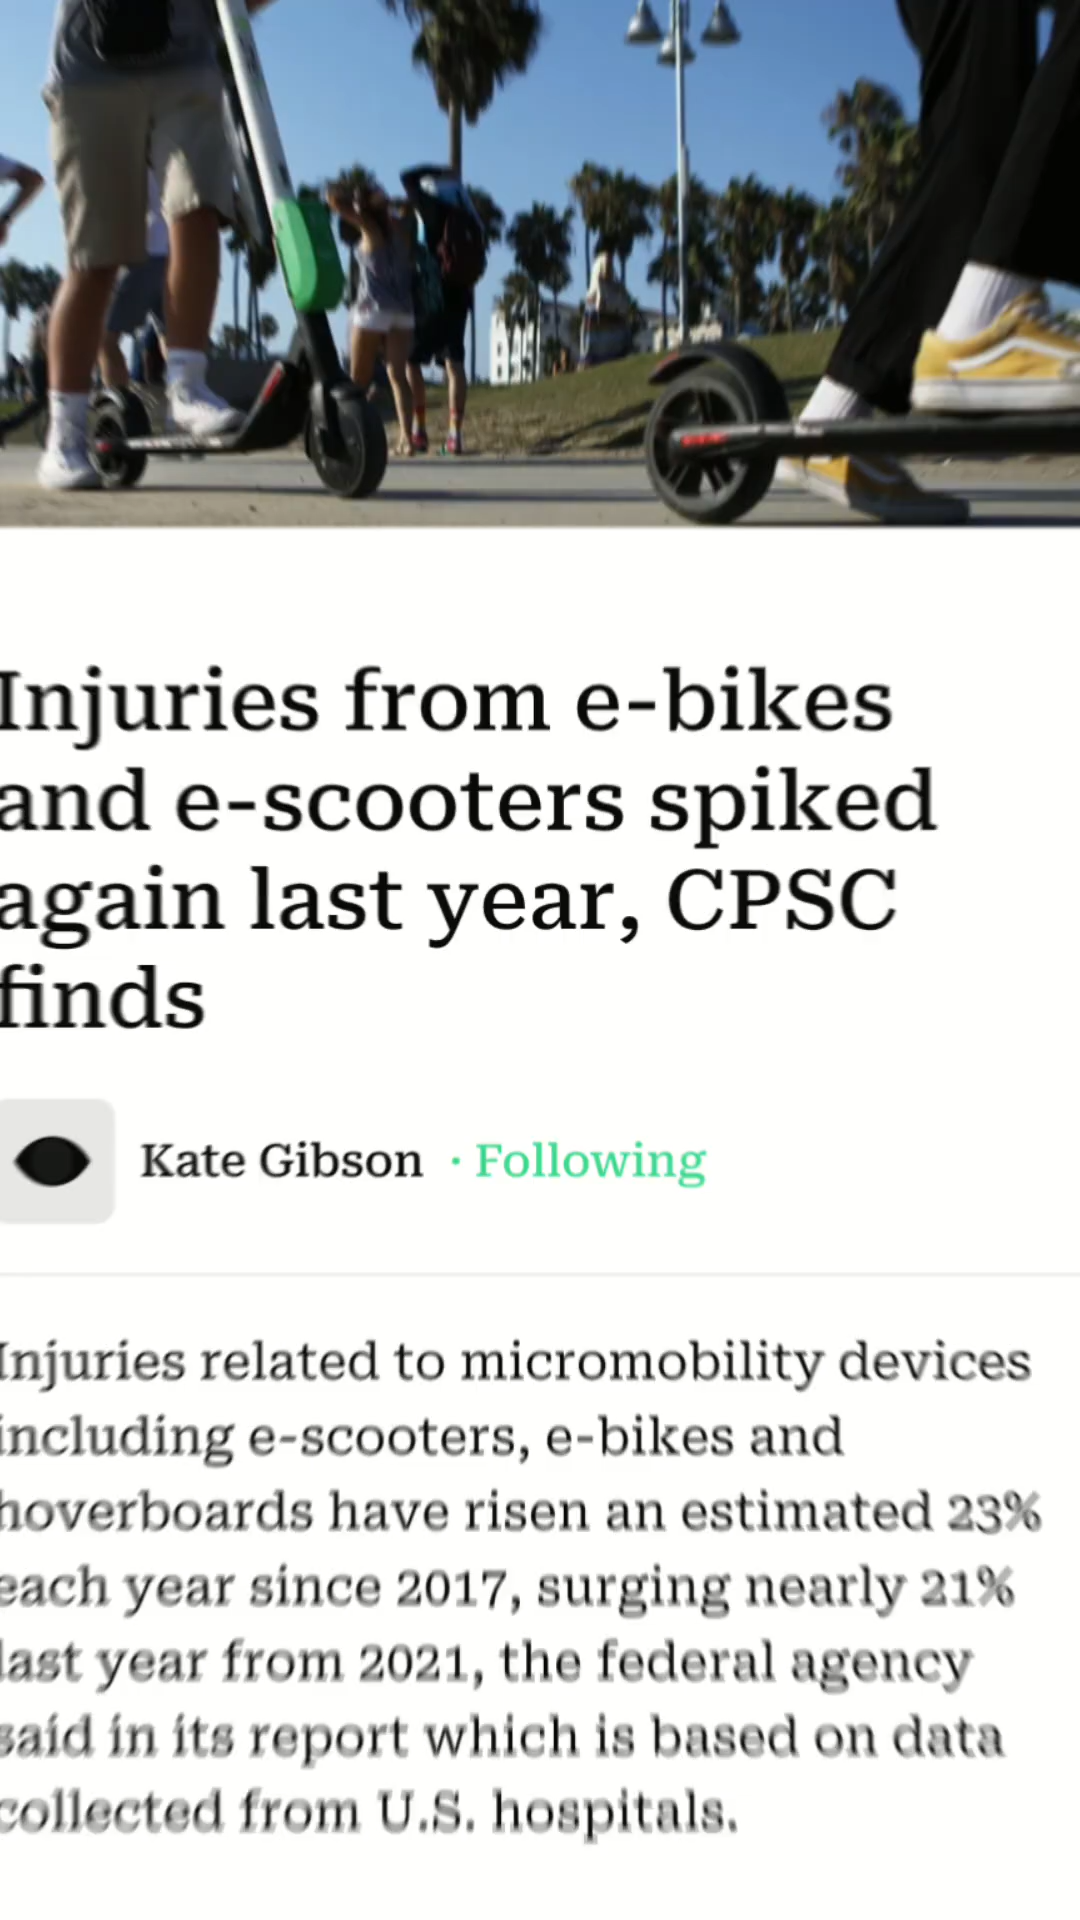 Injuries from e-bikes
and e-scooters spiked
again last year, CPSC
finds
Kate Gibson · Following
Injuries related to micromobility devices
including e-scooters, e-bikes and
hoverboards have risen an estimated 23%
each year since 2017, surging nearly 21%
last year from 2021, the federal agency
said in its report which is based on data
collected from U.S. hospitals.